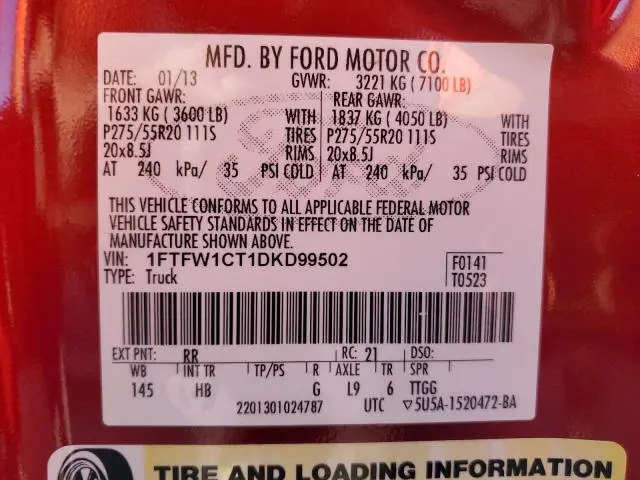 MFD. BY FORD MOTOR CO.
DATE: 01/13 GVWR: 3221 KG ( 7100 LB)
FRONT GAWR: REAR GAWR:
1633 KG ( 3600 LB) WITH 1837 KG ( 4050 LB) WITH
P275/55R20 111S TIRES P275/55R20 111S TIRES
20x8.5J RIMS 20x8.5J RIMS
AT 240 kPa/ 35 PSI COLD AT 240 kPa/ 35 PSI COLD
Ford
THIS VEHICLE CONFORMS TO ALL APPLICABLE FEDERAL MOTOR
VEHICLE SAFETY STANDARDS IN EFFECT ON THE DATE OF
MANUFACTURE SHOWN ABOVE.
VIN: 1FTFW1CT1DKD99502 F0141
TYPE: Truck T0523
EXT PNT: RR RC: 21 DSO:
WB INT TR TP/PS R AXLE TR SPR
145 HB G L9 6 TTGG
2201301024787 UTC ▽5U5A-1520472-BA
TIRE AND LOADING INFORMATION